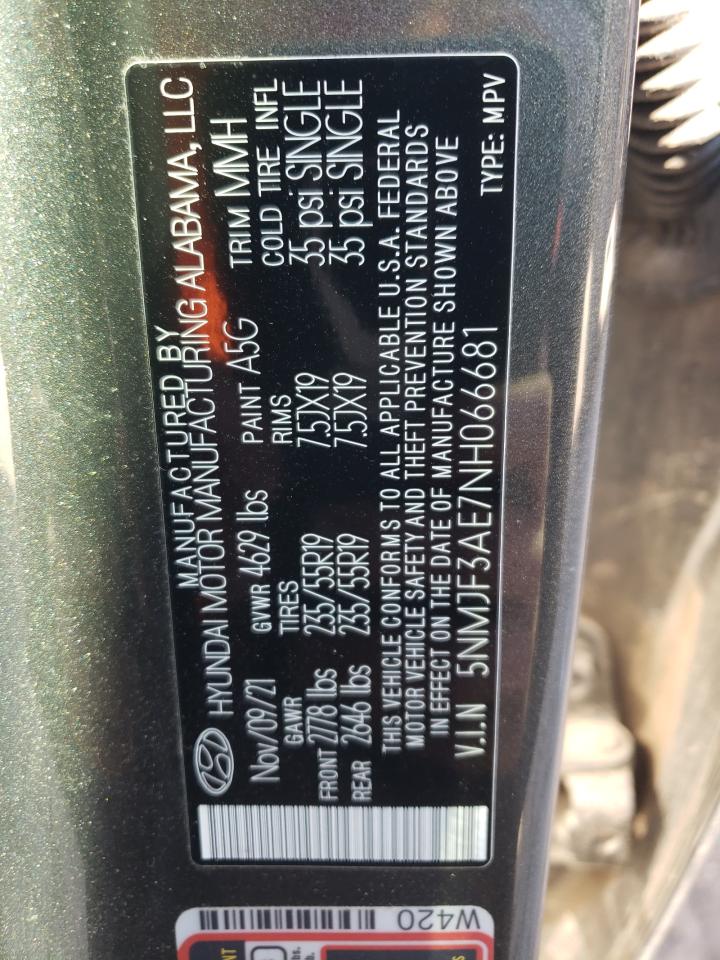 MANUFACTURED BY
HYUNDAI MOTOR MANUFACTURING ALABAMA, LLC
Nov/09/21 GVWR 4629 lbs PAINT A5G TRIM MMH
GAWR TIRES RIMS COLD TIRE INFL
FRONT 2778 lbs 235/55R19 7.5JX19 35 psi SINGLE
REAR 2646 lbs 235/55R19 7.5JX19 35 psi SINGLE
THIS VEHICLE CONFORMS TO ALL APPLICABLE U.S.A. FEDERAL
MOTOR VEHICLE SAFETY AND THEFT PREVENTION STANDARDS
IN EFFECT ON THE DATE OF MANUFACTURE SHOWN ABOVE
V.I.N 5NMJF3AE7NH066681 TYPE: MPV
W420